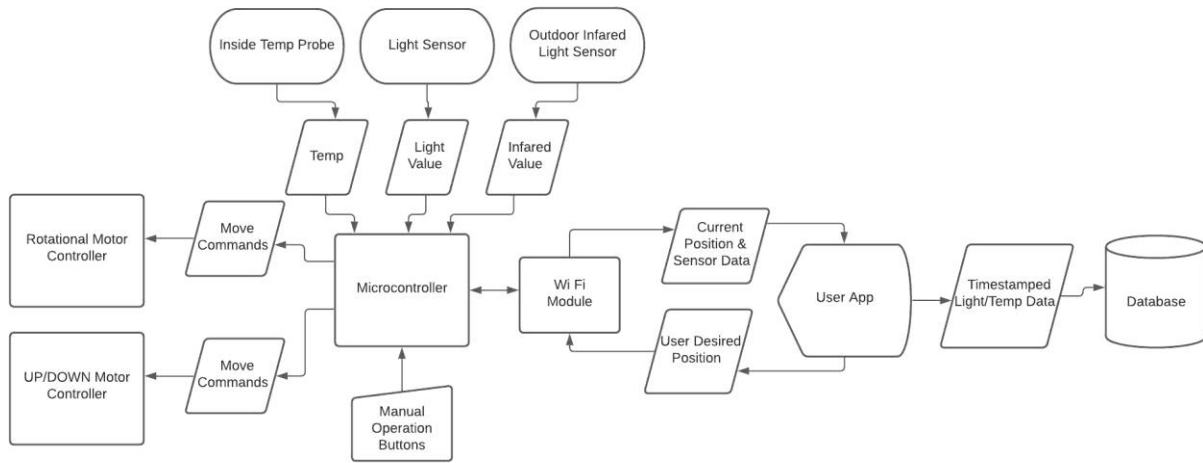 Inside Temp Probe
Light Sensor
Outdoor Infared
Light Sensor
Temp
Light
Value
Infared
Value
Rotational Motor
Controller
Move
Commands
Microcontroller
Wi Fi
Module
Current
Position &
Sensor Data
User App
Timestamped
Light/Temp Data
Database
User Desired
Position
UP/DOWN Motor
Controller
Move
Commands
Manual
Operation
Buttons